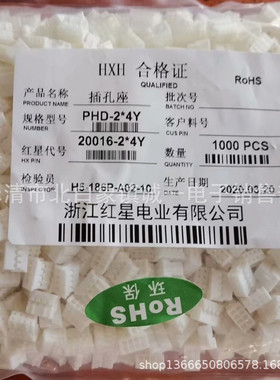 HXH 合格证 RoHS
QUALIFIED
产品名称 插孔座 批次号
PRODUCT NAME BATCH NO
规格型号 PHD-2*4Y 客户料号
NUMBER CUS P/N
红星代号 20016-2*4Y 数量 1000 PCS
HX P/N QUANTITY
检验员 H5-186P-A02-10 生产日期 2020.03.20
INSPECTOR DATE
浙江红星电业有限公司
环保
RoHS
1688.com